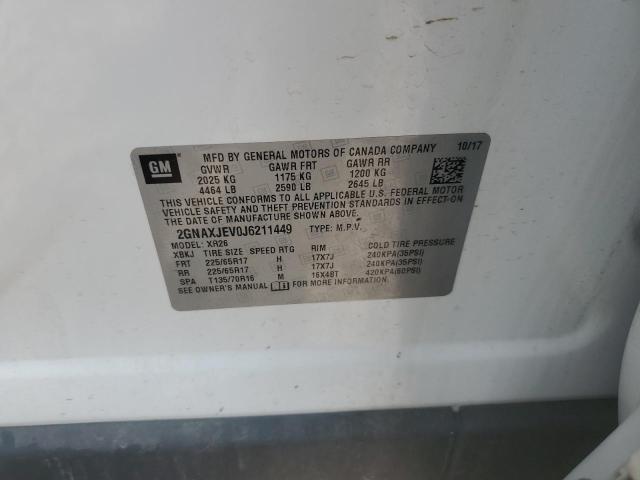 GM
MFD BY GENERAL MOTORS OF CANADA COMPANY 10/17
GVWR GAWR FRT GAWR RR
2025 KG 1175 KG 1200 KG
4464 LB 2590 LB 2645 LB
THIS VEHICLE CONFORMS TO ALL APPLICABLE U.S. FEDERAL MOTOR
VEHICLE SAFETY AND THEFT PREVENTION STANDARDS IN EFFECT ON
THE DATE OF MANUFACTURE SHOWN ABOVE.
2GNAXJEV0J6211449 TYPE: M.P.V.
MODEL: XR26
XBKJ TIRE SIZE SPEED RTG RIM COLD TIRE PRESSURE
FRT 225/65R17 H 17X7J 240KPA(35PSI)
RR 225/65R17 H 17X7J 240KPA(35PSI)
SPA T135/70R16 M 16X4BT 420KPA(60PSI)
SEE OWNER'S MANUAL FOR MORE INFORMATION